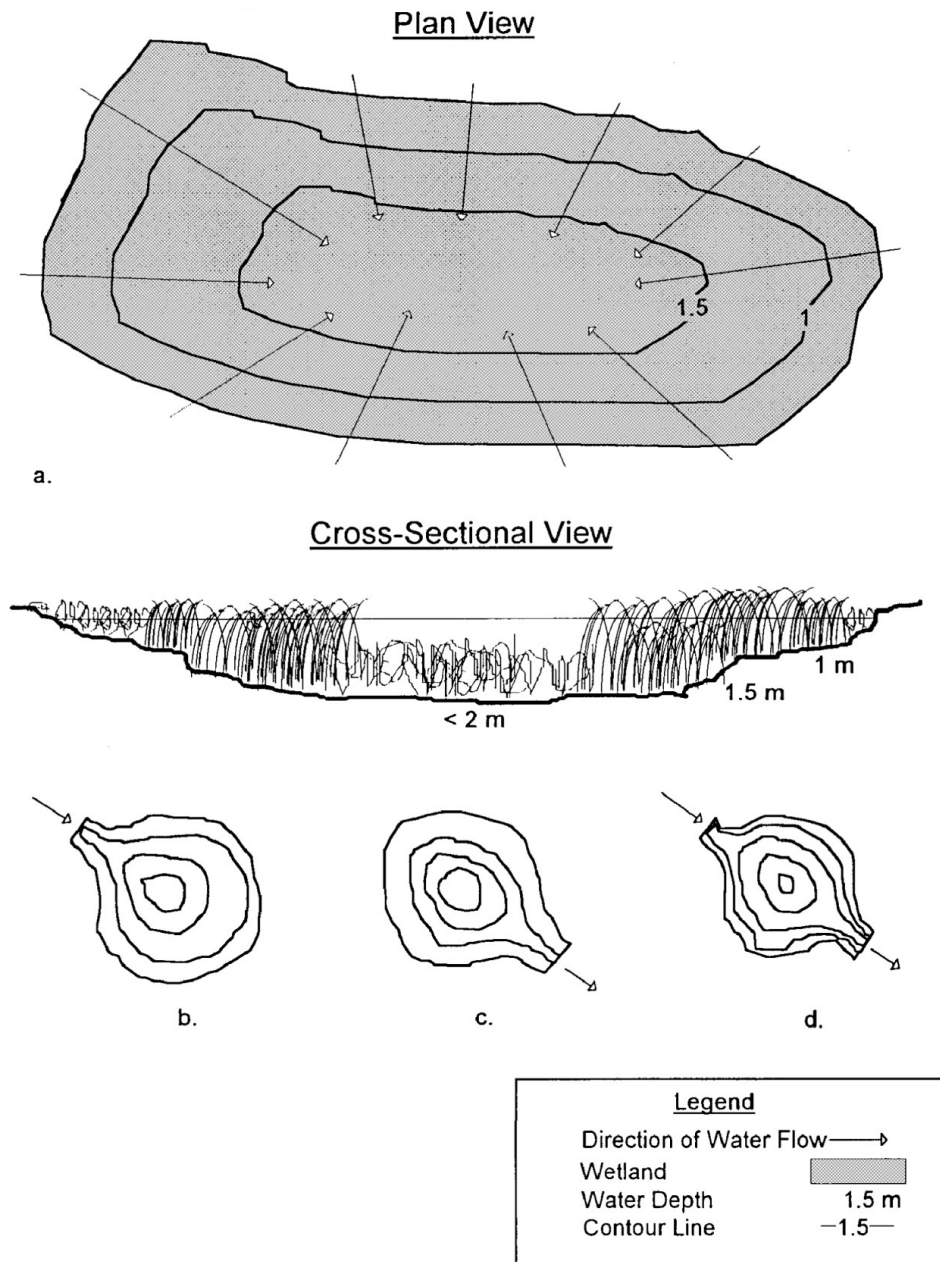 Plan View
1.5
1
a.
Cross-Sectional View
1 m
1.5 m
< 2 m
b.
c.
d.
Legend
Direction of Water Flow
Wetland
Water Depth 1.5 m
Contour Line —1.5—